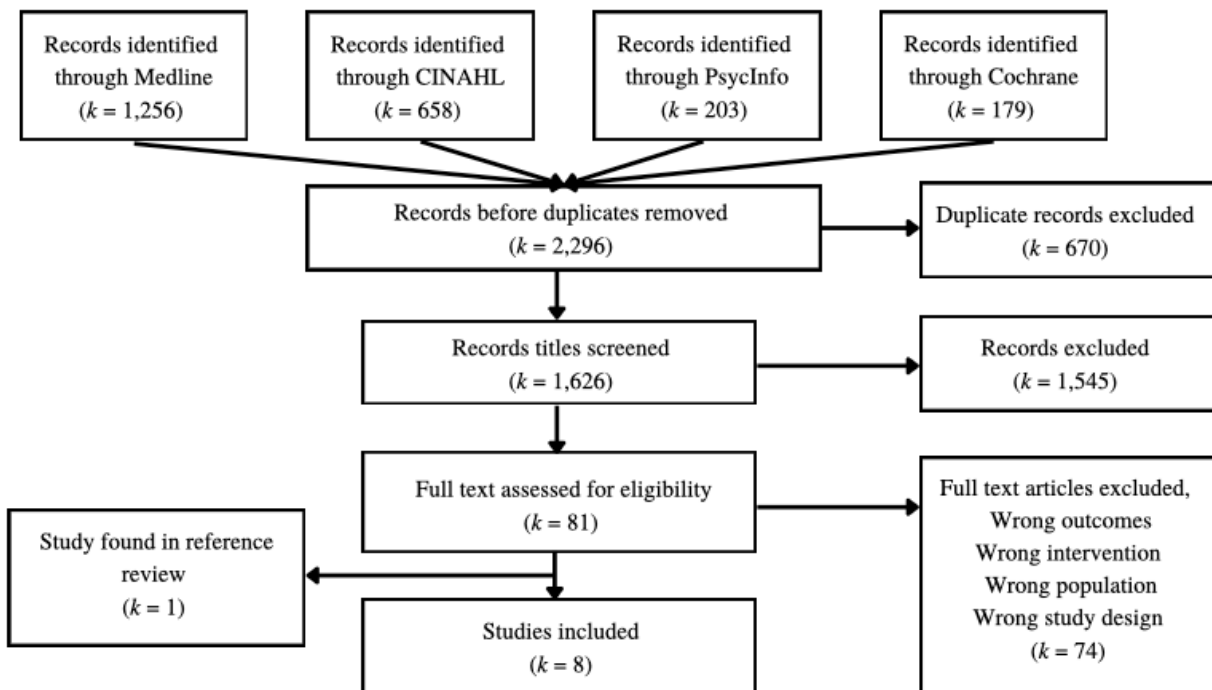 Records identified
through Medline
(k = 1,256)
Records identified
through CINAHL
(k = 658)
Records identified
through PsycInfo
(k = 203)
Records identified
through Cochrane
(k = 179)
Records before duplicates removed
(k = 2,296)
Duplicate records excluded
(k = 670)
Records titles screened
(k = 1,626)
Records excluded
(k = 1,545)
Full text assessed for eligibility
(k = 81)
Full text articles excluded,
Wrong outcomes
Wrong intervention
Wrong population
Wrong study design
(k = 74)
Study found in reference
review
(k = 1)
Studies included
(k = 8)